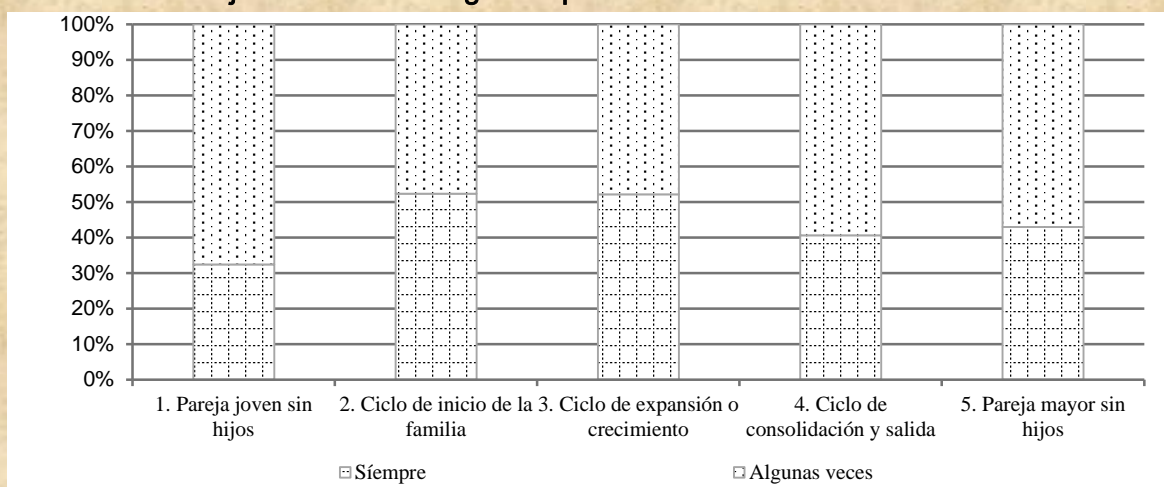 100%
90%
80%
70%
60%
50%
40%
30%
20%
10%
0%
1. Pareja joven sin
hijos
2. Ciclo de inicio de la
familia
3. Ciclo de expansión o
crecimiento
4. Ciclo de
consolidación y salida
5. Pareja mayor sin
hijos
Síempre
Algunas veces